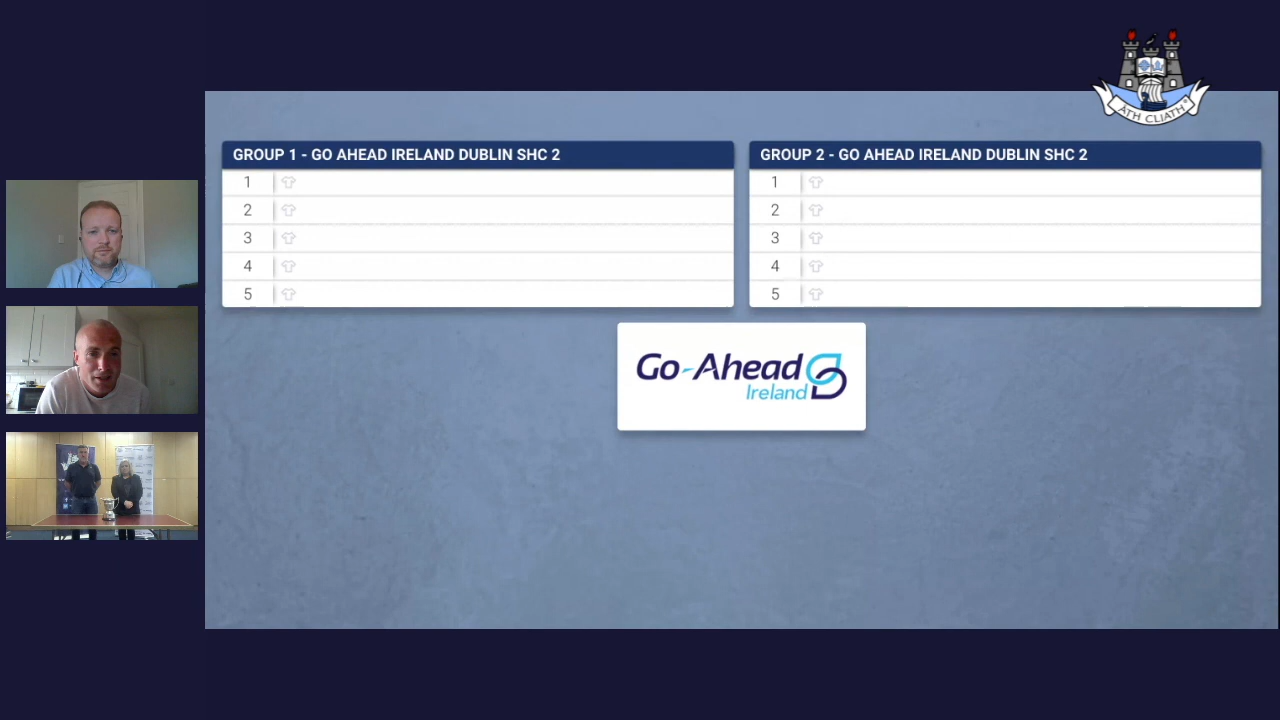 ÁTH CLIATH
GROUP 1 - GO AHEAD IRELAND DUBLIN SHC 2
1
2
3
4
5
GROUP 2 - GO AHEAD IRELAND DUBLIN SHC 2
1
2
3
4
5
Go-Ahead
Ireland